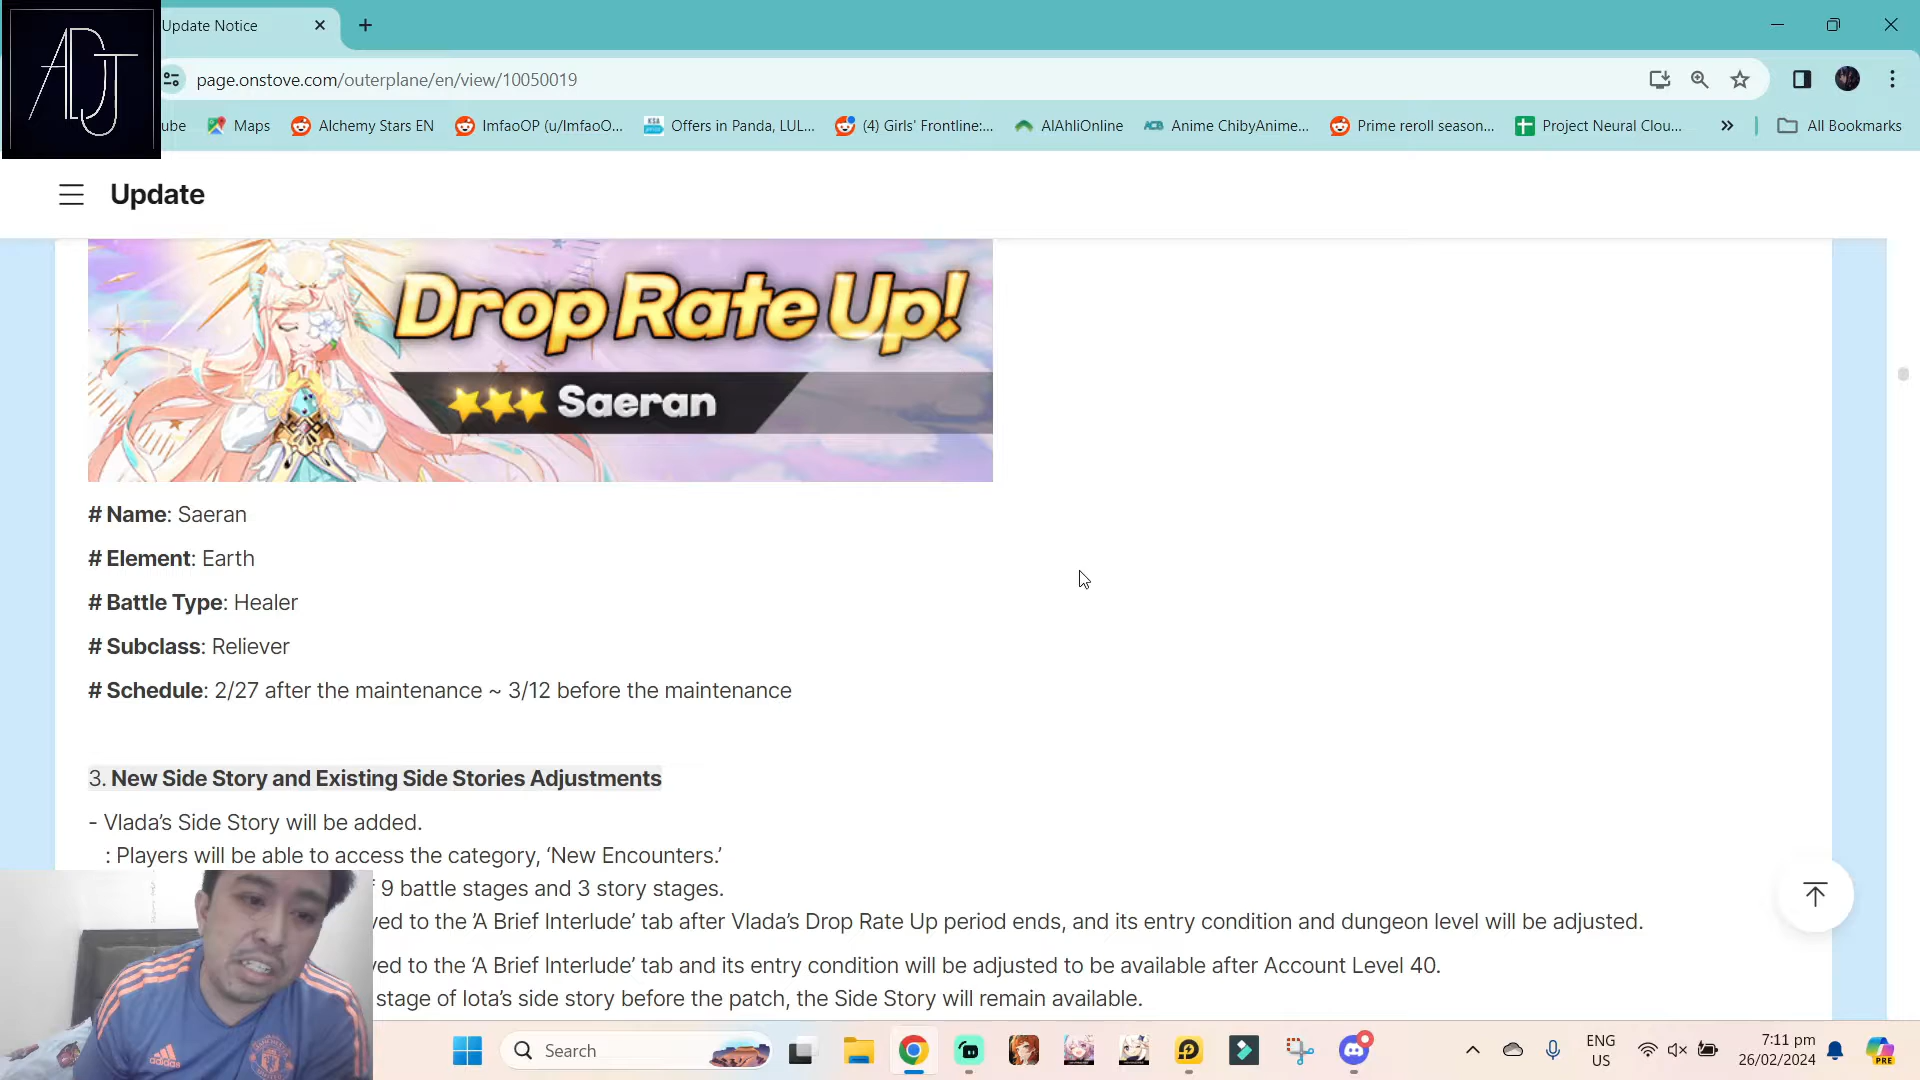 ADJT
Update Notice
page.onstove.com/outerplane/en/view/10050019
ube
Maps
Alchemy Stars EN
ImfaoOP (u/ImfaoO...
Offers in Panda, LUL...
(4) Girls' Frontline:...
AlAhliOnline
Anime ChibyAnime...
Prime reroll season...
Project Neural Clou...
All Bookmarks
Update
Drop Rate Up!
Saeran
# Name: Saeran
# Element: Earth
# Battle Type: Healer
# Subclass: Reliever
# Schedule: 2/27 after the maintenance ~ 3/12 before the maintenance
3. New Side Story and Existing Side Stories Adjustments
- Vlada’s Side Story will be added.
: Players will be able to access the category, ‘New Encounters.’
9 battle stages and 3 story stages.
ved to the ’A Brief Interlude’ tab after Vlada’s Drop Rate Up period ends, and its entry condition and dungeon level will be adjusted.
ved to the ‘A Brief Interlude’ tab and its entry condition will be adjusted to be available after Account Level 40.
stage of Iota’s side story before the patch, the Side Story will remain available.
adidas
Search
ENG
US
7:11 pm
26/02/2024
PRE